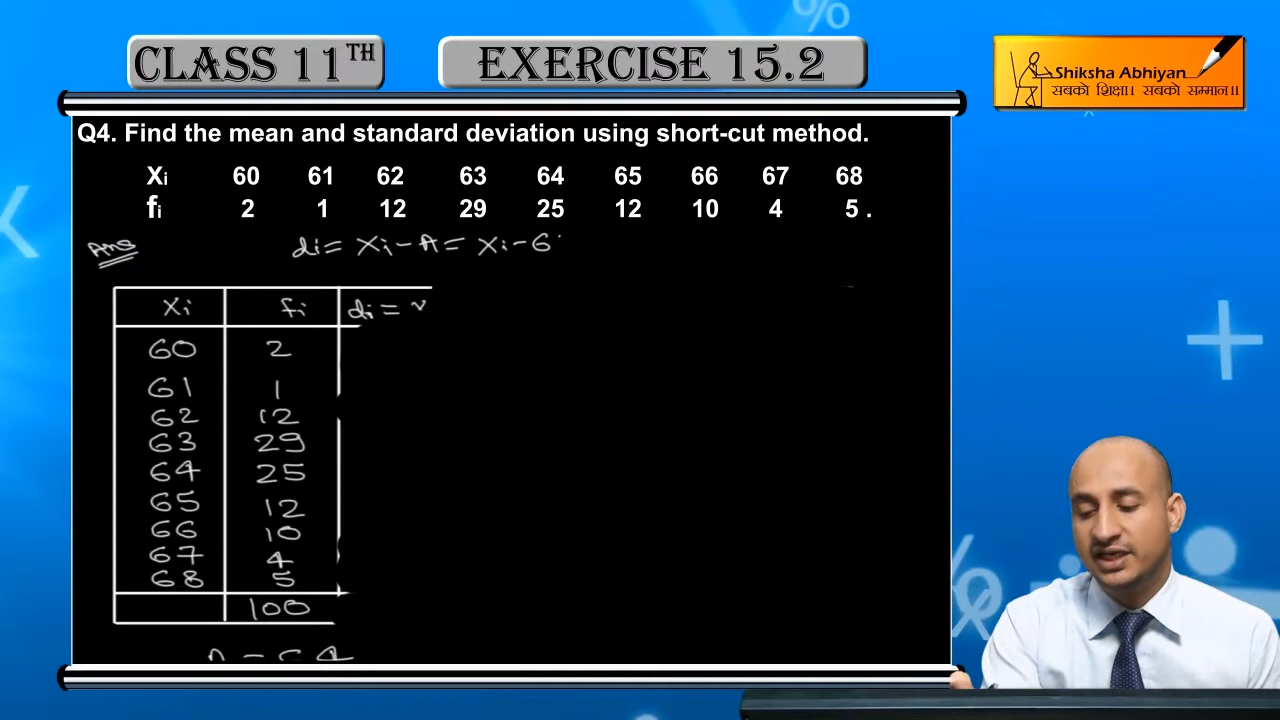 CLASS 11TH
EXERCISE 15.2
Shiksha Abhiyan
सबको शिक्षा। सबको सम्मान॥
Q4. Find the mean and standard deviation using short-cut method.
Xi 60 61 62 63 64 65 66 67 68
fi 2 1 12 29 25 12 10 4 5 .
Ans
di = Xi - A = Xi - 6
Xi fi di =
60 2
61 1
62 12
63 29
64 25
65 12
66 10
67 4
68 5
100